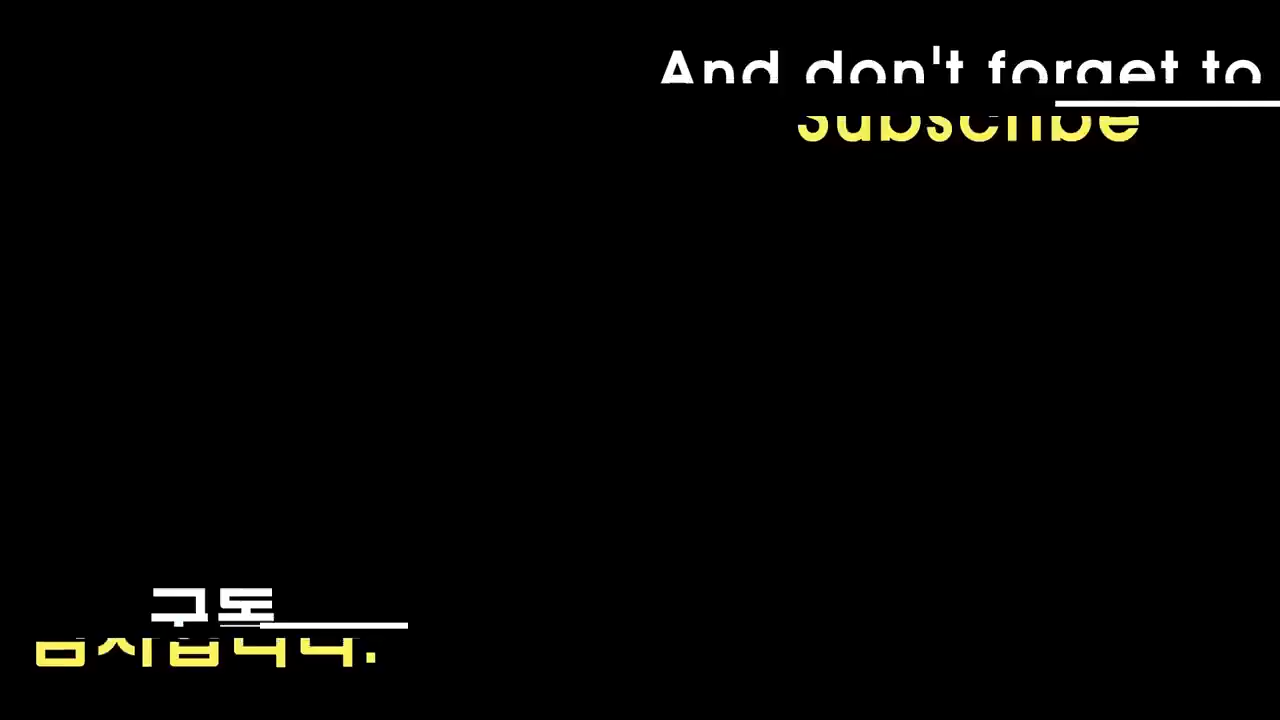 And don't forget to
subscribe
구독